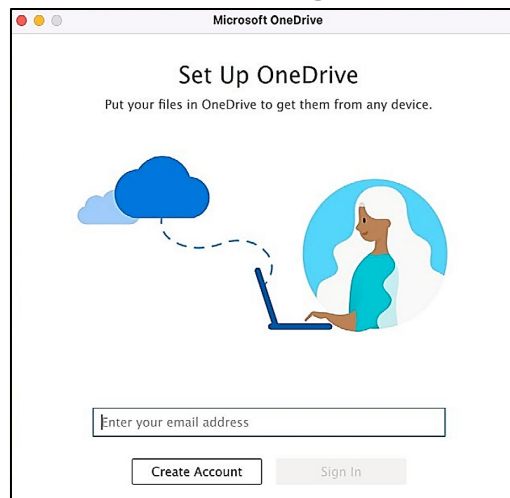 Microsoft OneDrive
Set Up OneDrive
Put your files in OneDrive to get them from any device.
Enter your email address
Create Account
Sign In